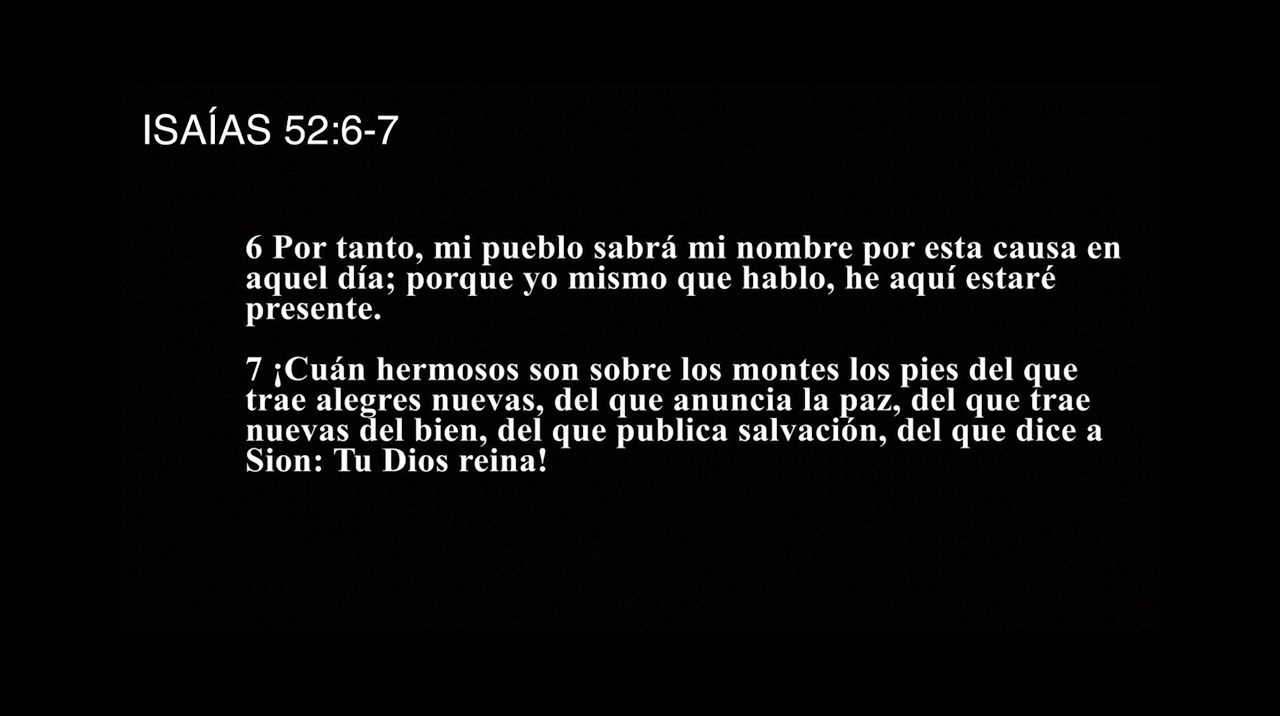 ISAÍAS 52:6-7
6 Por tanto, mi pueblo sabrá mi nombre por esta causa en
aquel día; porque yo mismo que hablo, he aquí estaré
presente.
7 ¡Cuán hermosos son sobre los montes los pies del que
trae alegres nuevas, del que anuncia la paz, del que trae
nuevas del bien, del que publica salvación, del que dice a
Sion: Tu Dios reina!